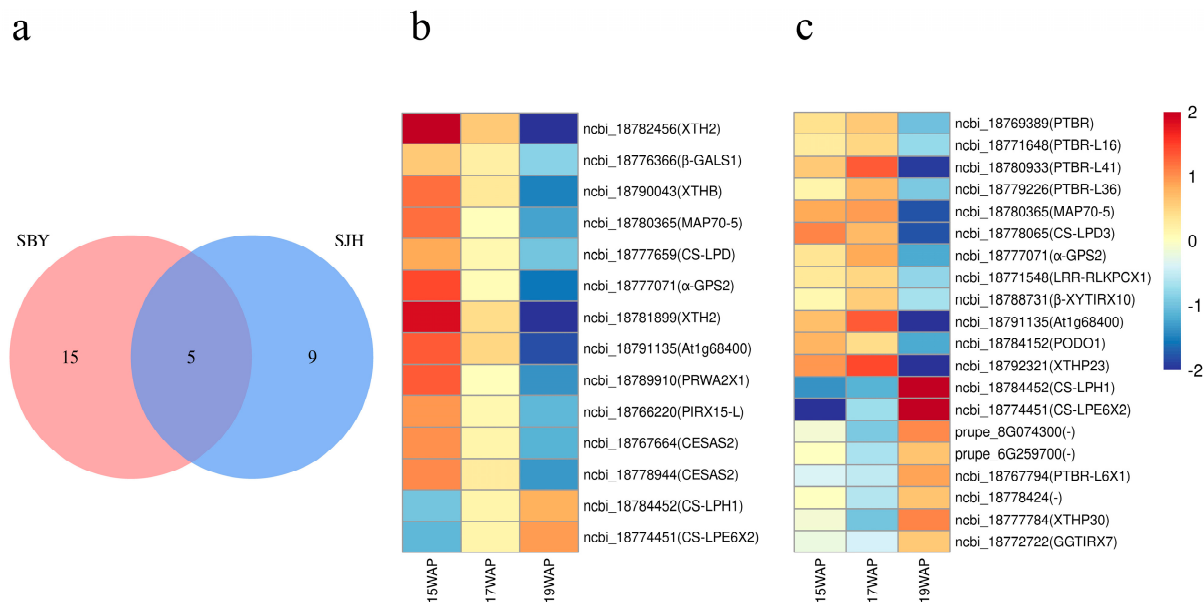 a
b
c
SBY
SJH
15
5
9
ncbi_18782456(XTH2)
ncbi_18776366(β-GALS1)
ncbi_18790043(XTHB)
ncbi_18780365(MAP70-5)
ncbi_18777659(CS-LPD)
ncbi_18777071(α-GPS2)
ncbi_18781899(XTH2)
ncbi_18791135(At1g68400)
ncbi_18789910(PRWA2X1)
ncbi_18766220(PIRX15-L)
ncbi_18767664(CESAS2)
ncbi_18778944(CESAS2)
ncbi_18784452(CS-LPH1)
ncbi_18774451(CS-LPE6X2)
15WAP
17WAP
19WAP
ncbi_18769389(PTBR)
ncbi_18771648(PTBR-L16)
ncbi_18780933(PTBR-L41)
ncbi_18779226(PTBR-L36)
ncbi_18780365(MAP70-5)
ncbi_18778065(CS-LPD3)
ncbi_18777071(α-GPS2)
ncbi_18771548(LRR-RLKPCX1)
ncbi_18788731(β-XYTIRX10)
ncbi_18791135(At1g68400)
ncbi_18784152(PODO1)
ncbi_18792321(XTHP23)
ncbi_18784452(CS-LPH1)
ncbi_18774451(CS-LPE6X2)
prupe_8G074300(-)
prupe_6G259700(-)
ncbi_18767794(PTBR-L6X1)
ncbi_18778424(-)
ncbi_18777784(XTHP30)
ncbi_18772722(GGTIRX7)
15WAP
17WAP
19WAP
2
1
0
-1
-2